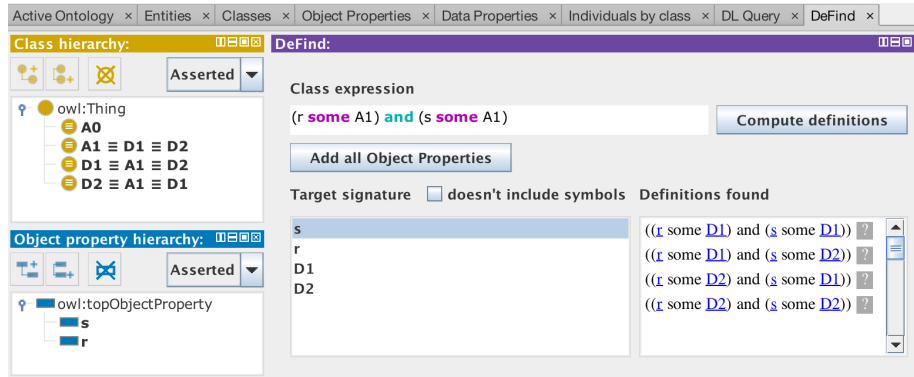 Active Ontology × Entities × Classes × Object Properties × Data Properties × Individuals by class × DL Query × DeFind ×
Class hierarchy:
Asserted
owl:Thing
A0
A1 ≡ D1 ≡ D2
D1 ≡ A1 ≡ D2
D2 ≡ A1 ≡ D1
Object property hierarchy:
Asserted
owl:topObjectProperty
s
r
DeFind:
Class expression
(r some A1) and (s some A1)
Compute definitions
Add all Object Properties
Target signature
doesn't include symbols
s
r
D1
D2
Definitions found
((r some D1) and (s some D1)) ?
((r some D1) and (s some D2)) ?
((r some D2) and (s some D1)) ?
((r some D2) and (s some D2)) ?